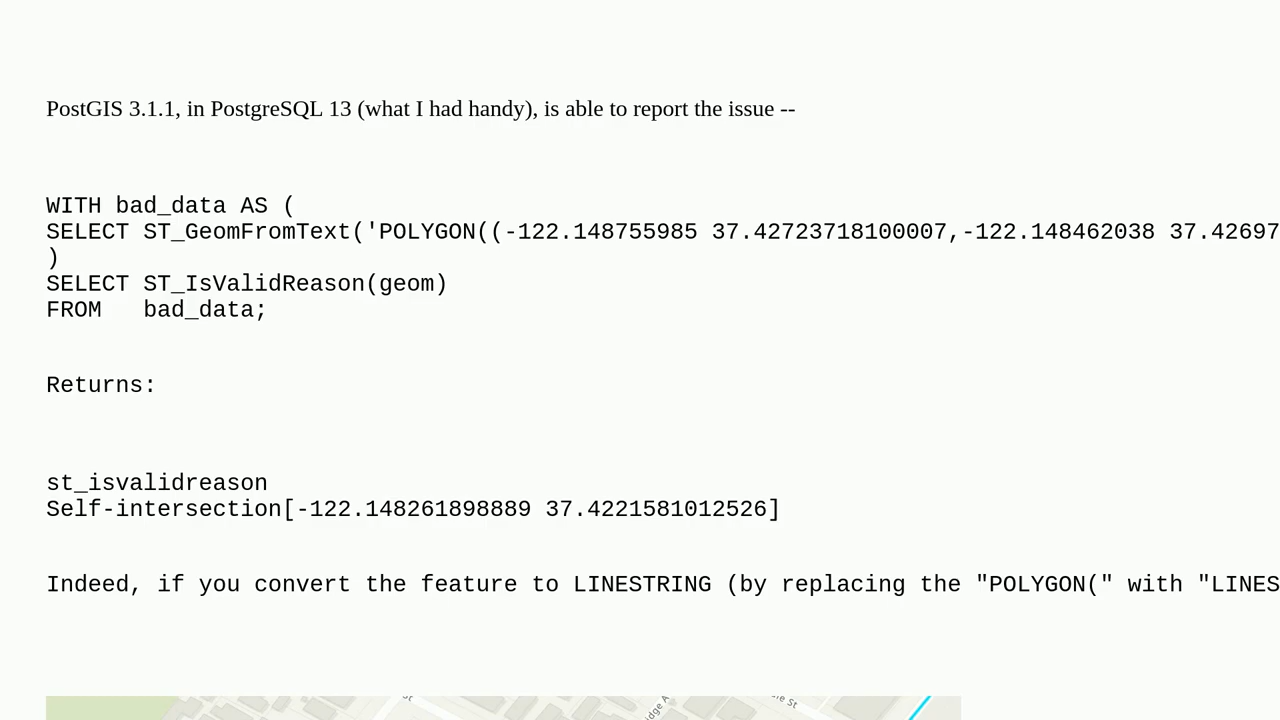 PostGIS 3.1.1, in PostgreSQL 13 (what I had handy), is able to report the issue --
WITH bad_data AS (
SELECT ST_GeomFromText('POLYGON((-122.148755985 37.42723718100007,-122.148462038 37.42697
)
SELECT ST_IsValidReason(geom)
FROM   bad_data;
Returns:
st_isvalidreason
Self-intersection[-122.148261898889 37.4221581012526]
Indeed, if you convert the feature to LINESTRING (by replacing the "POLYGON(" with "LINES